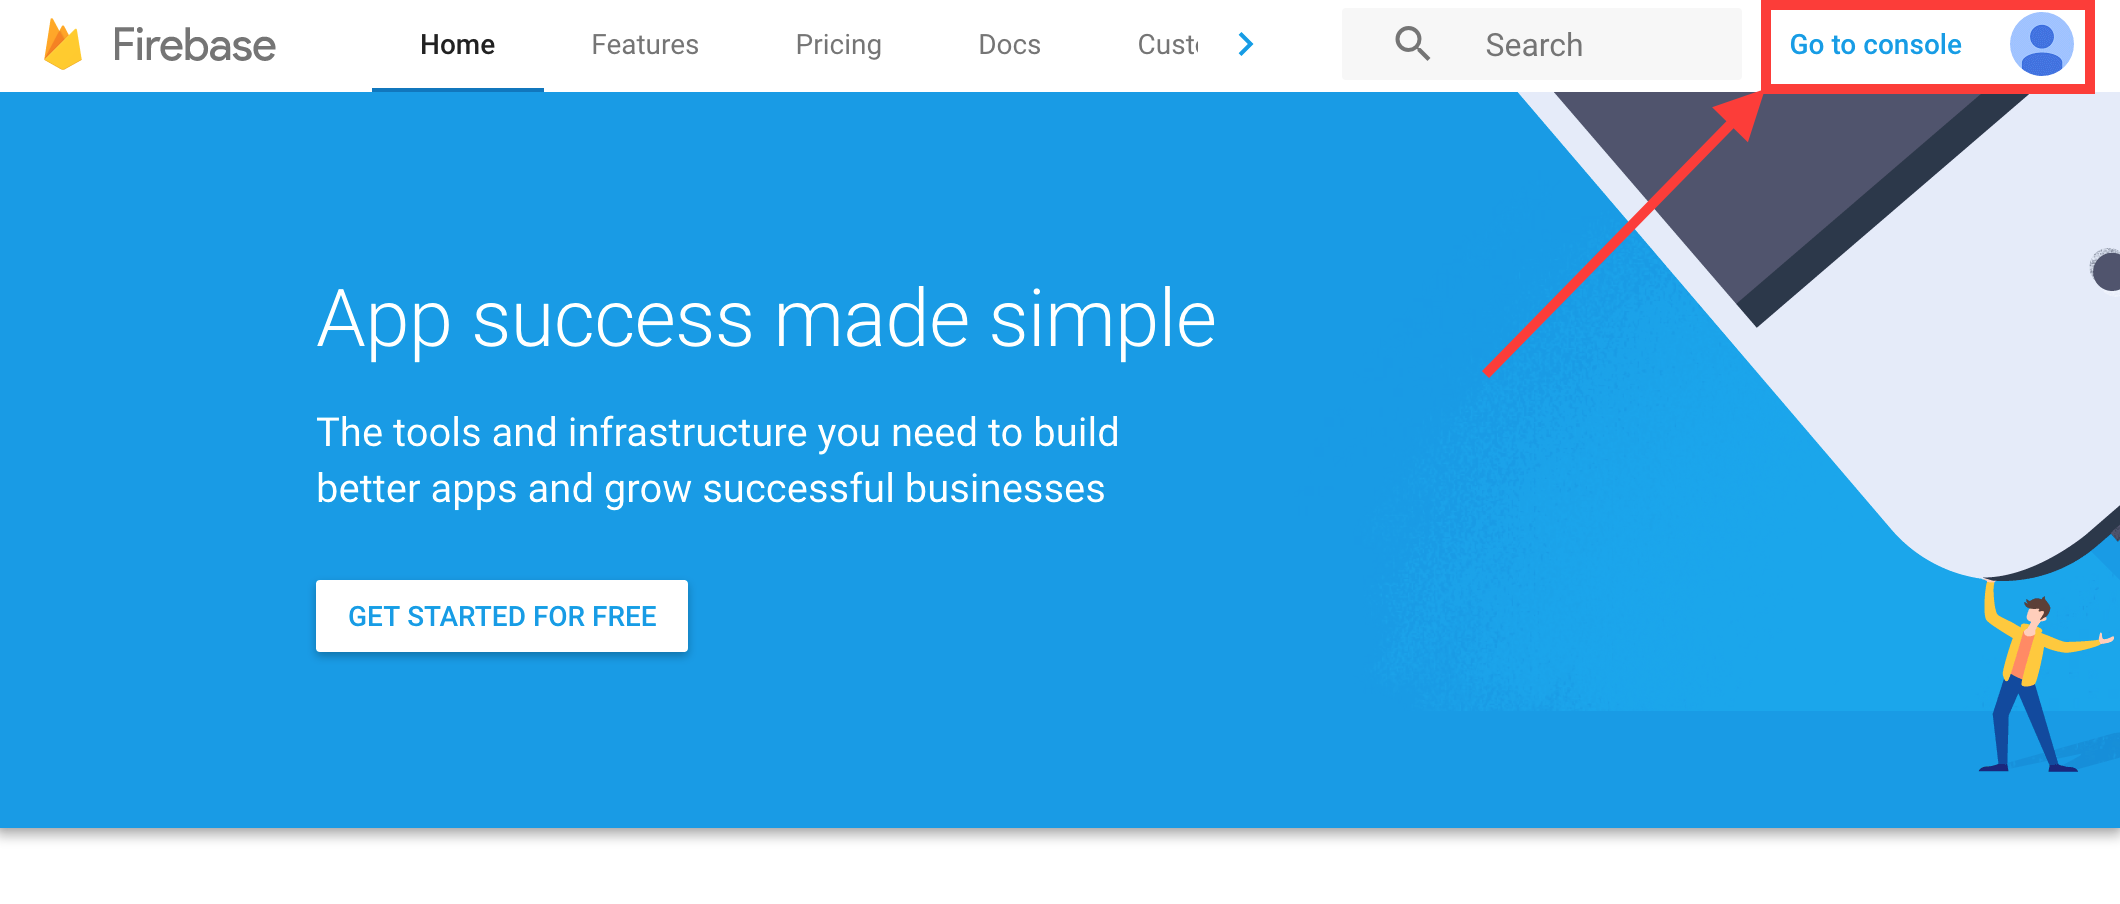 Firebase
Home
Features
Pricing
Docs
Cust
Search
Go to console
App success made simple
The tools and infrastructure you need to build
better apps and grow successful businesses
GET STARTED FOR FREE